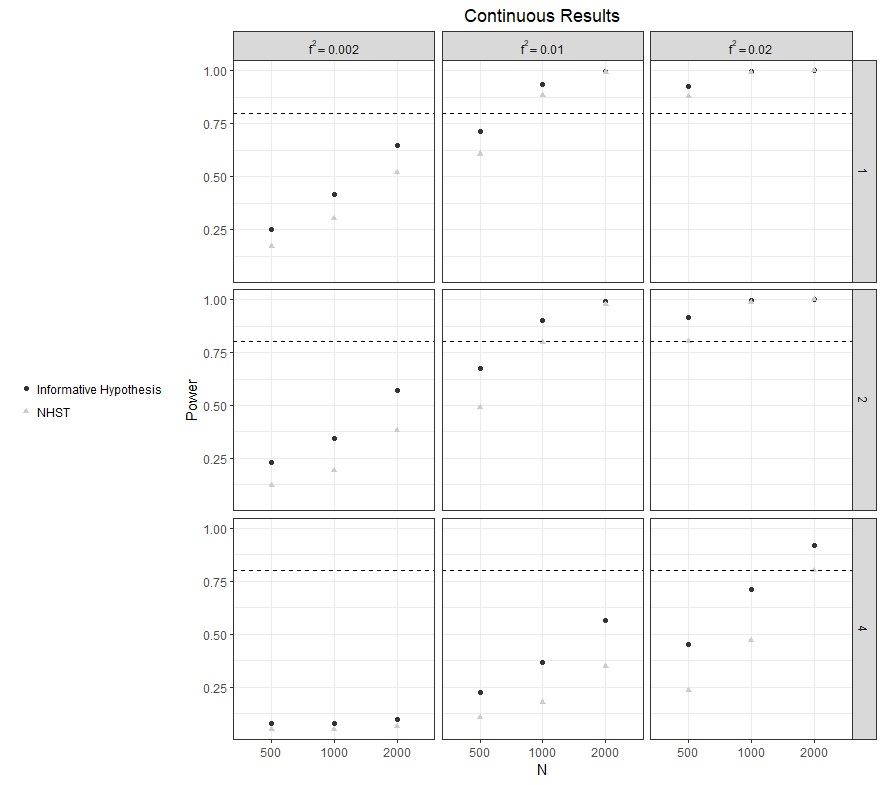 Continuous Results
f² = 0.002
f² = 0.01
f² = 0.02
1.00
0.75
0.50
0.25
1
1.00
0.75
0.50
0.25
2
1.00
0.75
0.50
0.25
4
Power
Informative Hypothesis
NHST
500 1000 2000
500 1000 2000
500 1000 2000
N